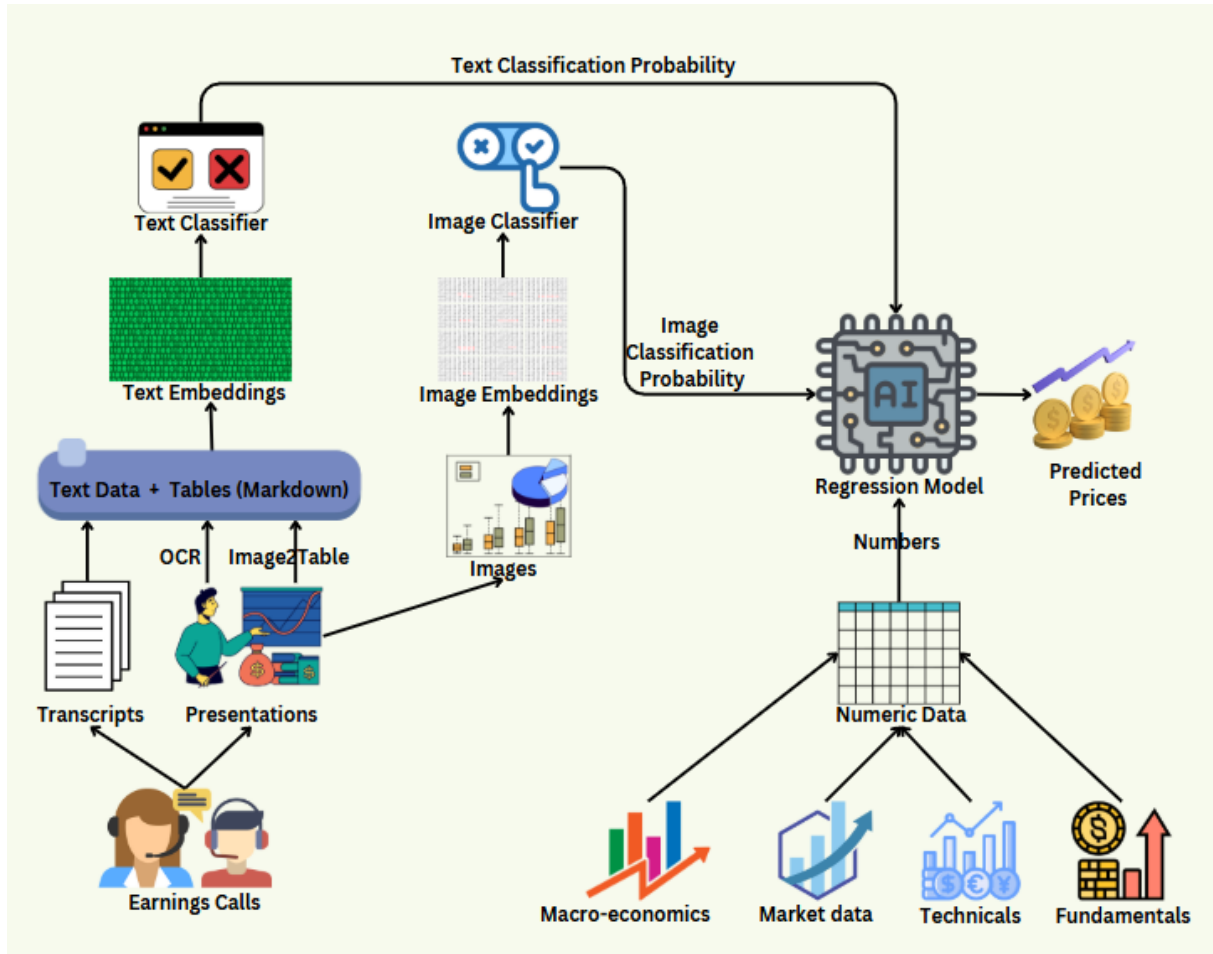 Text Classification Probability
Text Classifier
Image Classifier
Image
Classification
Probability
Text Embeddings
Image Embeddings
AI
Regression Model
Predicted
Prices
Text Data + Tables (Markdown)
OCR
Image2Table
Images
Numbers
Transcripts
Presentations
Numeric Data
Earnings Calls
Macro-economics
Market data
Technicals
Fundamentals